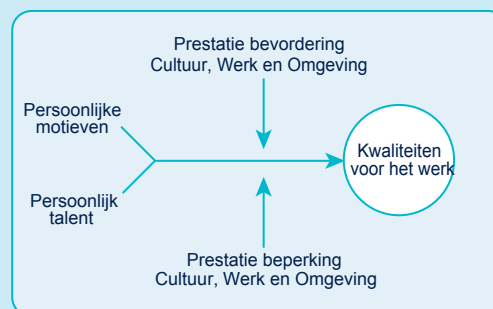 Prestatie bevordering
Cultuur, Werk en Omgeving
Persoonlijke
motieven
Kwaliteiten
voor het werk
Persoonlijk
talent
Prestatie beperking
Cultuur, Werk en Omgeving